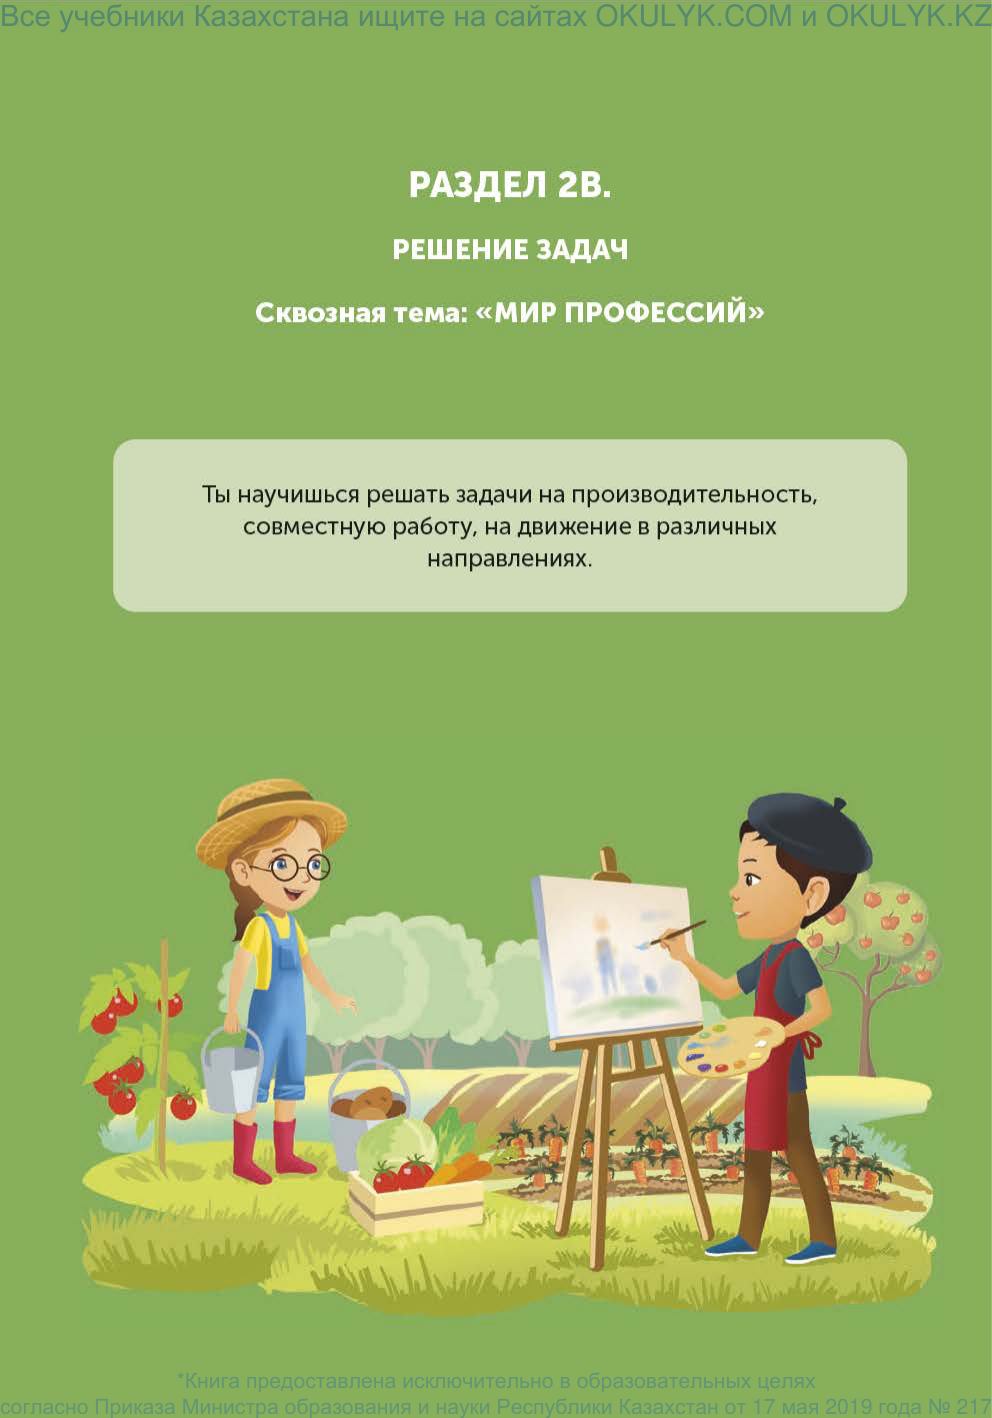 Все учебники Казахстана ищите на сайтах OKULYK.COM и OKULYK.KZ
РАЗДЕЛ 2В.
РЕШЕНИЕ ЗАДАЧ
Сквозная тема: «МИР ПРОФЕССИЙ»
Ты научишься решать задачи на производительность,
совместную работу, на движение в различных
направлениях.
*Книга предоставлена исключительно в образовательных целях
согласно Приказа Министра образования и науки Республики Казахстан от 17 мая 2019 года № 217